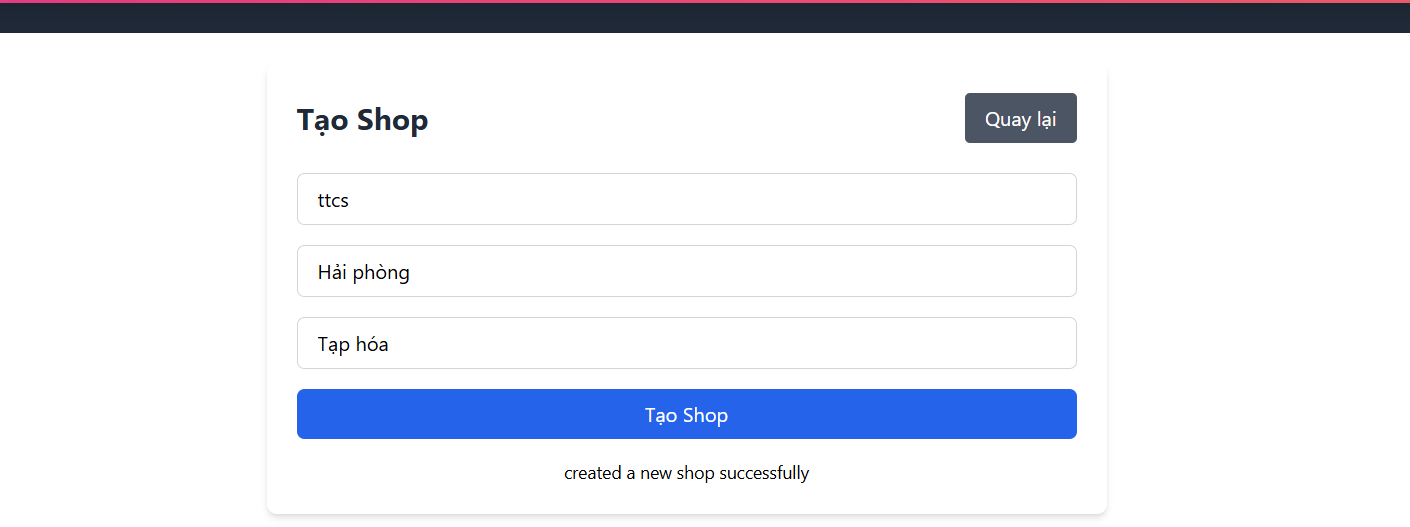 Tạo Shop
Quay lại
ttcs
Hải phòng
Tạp hóa
Tạo Shop
created a new shop successfully